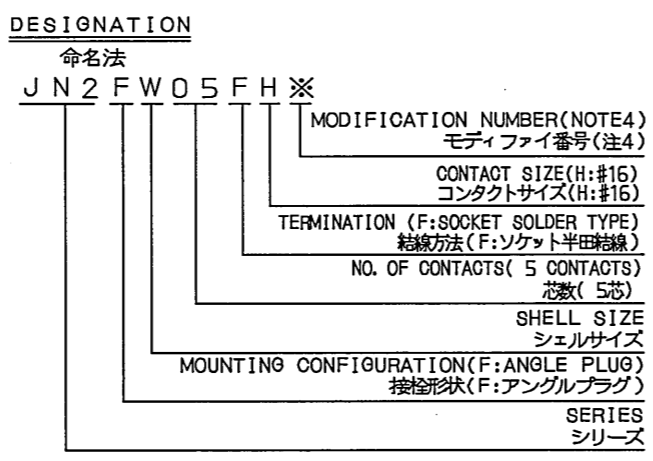 DESIGNATION
命名法
JN2FW05FH※
MODIFICATION NUMBER(NOTE4)
モディファイ番号(注4)
CONTACT SIZE(H:#16)
コンタクトサイズ(H:#16)
TERMINATION (F:SOCKET SOLDER TYPE)
結線方法(F:ソケット半田結線)
NO. OF CONTACTS( 5 CONTACTS)
芯数( 5芯)
SHELL SIZE
シェルサイズ
MOUNTING CONFIGURATION(F:ANGLE PLUG)
接栓形状(F:アングルプラグ)
SERIES
シリーズ